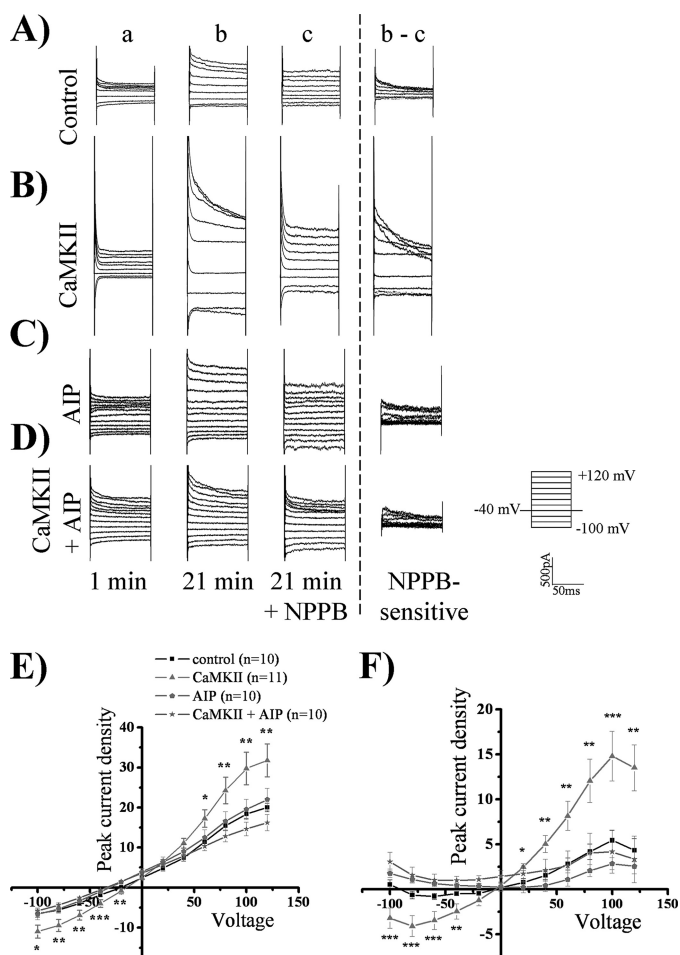 A)
a
b
c
b - c
Control
B)
CaMKII
C)
AIP
D)
CaMKII
+ AIP
+120 mV
-40 mV
-100 mV
500pA
50ms
1 min
21 min
21 min
+ NPPB
NPPB-
sensitive
E)
control (n=10)
CaMKII (n=11)
AIP (n=10)
CaMKII + AIP (n=10)
Peak current density
40
30
20
10
-10
-100
-50
50
100
150
Voltage
*
**
**
**
**
***
**
**
*
F)
Peak current density
20
15
10
5
-5
-100
-50
0
50
100
150
Voltage
***
**
**
**
**
*
***
***
***
**